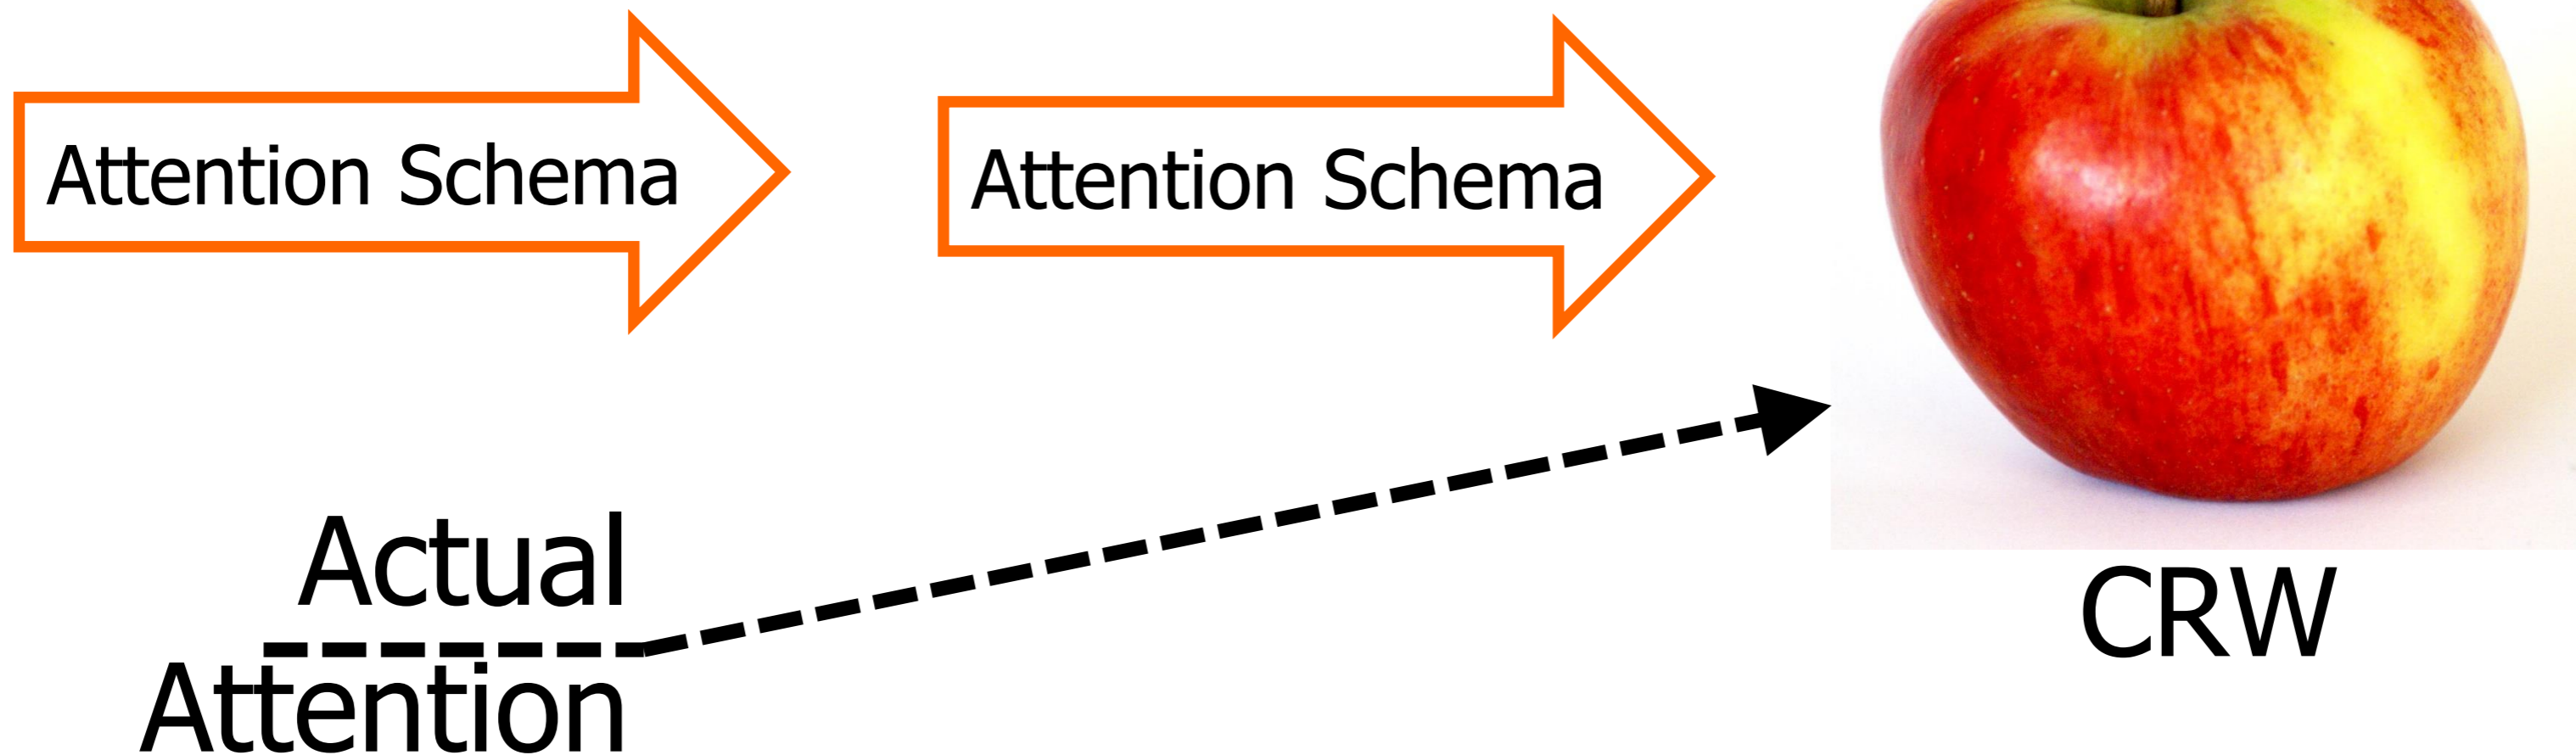 Attention Schema
Attention Schema
Actual
Attention
CRW